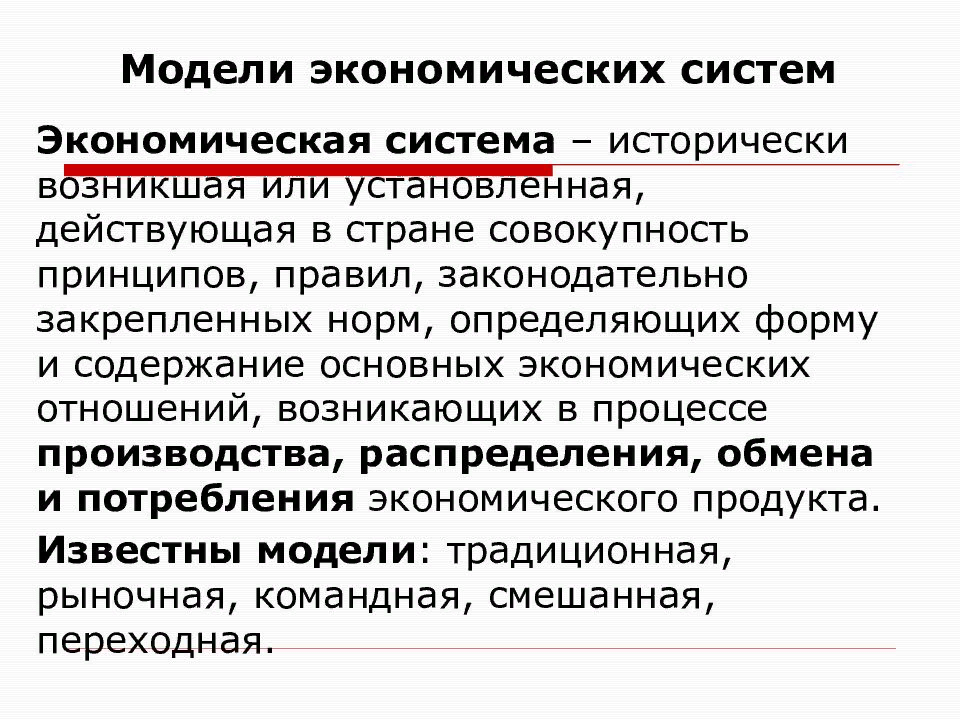 Модели экономических систем
Экономическая система – исторически
возникшая или установленная,
действующая в стране совокупность
принципов, правил, законодательно
закрепленных норм, определяющих форму
и содержание основных экономических
отношений, возникающих в процессе
производства, распределения, обмена
и потребления экономического продукта.
Известны модели: традиционная,
рыночная, командная, смешанная,
переходная.